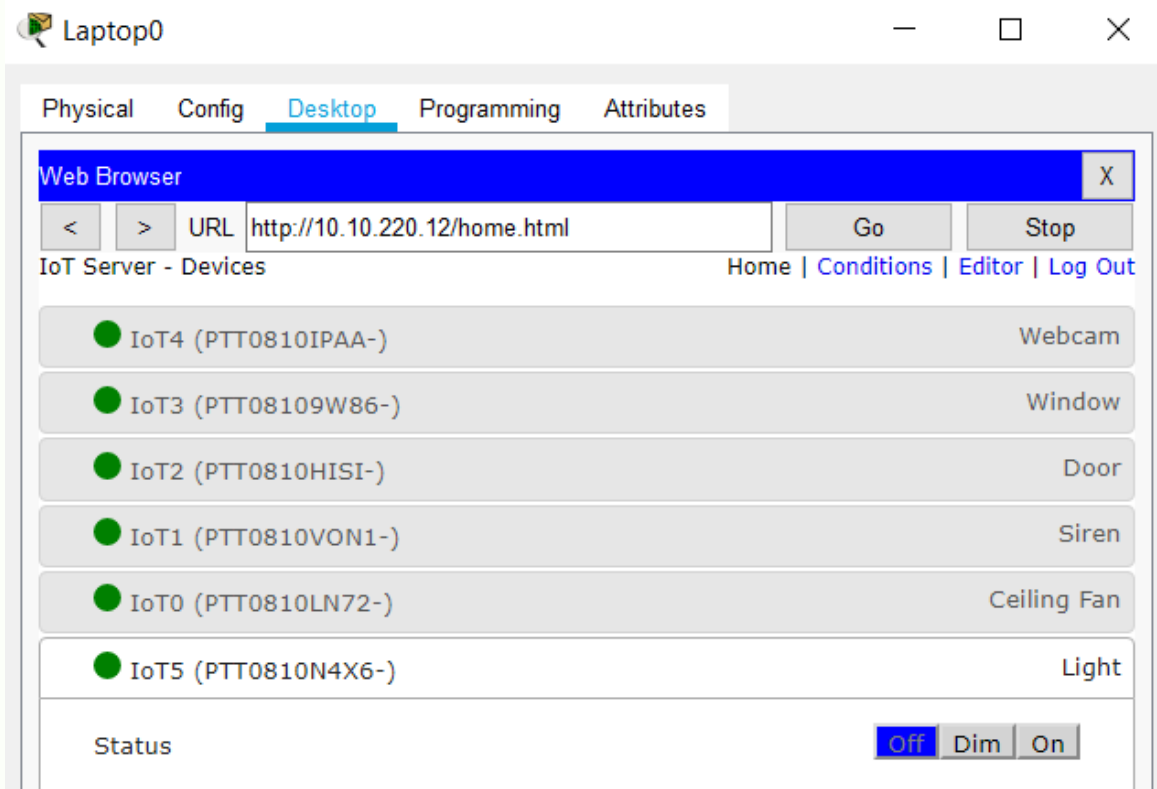 Laptop0
Physical Config Desktop Programming Attributes
Web Browser X
< > URL http://10.10.220.12/home.html Go Stop
IoT Server - Devices Home | Conditions | Editor | Log Out
IoT4 (PTT0810IPAA-) Webcam
IoT3 (PTT08109W86-) Window
IoT2 (PTT0810HISI-) Door
IoT1 (PTT0810VON1-) Siren
IoT0 (PTT0810LN72-) Ceiling Fan
IoT5 (PTT0810N4X6-) Light
Status Off Dim On